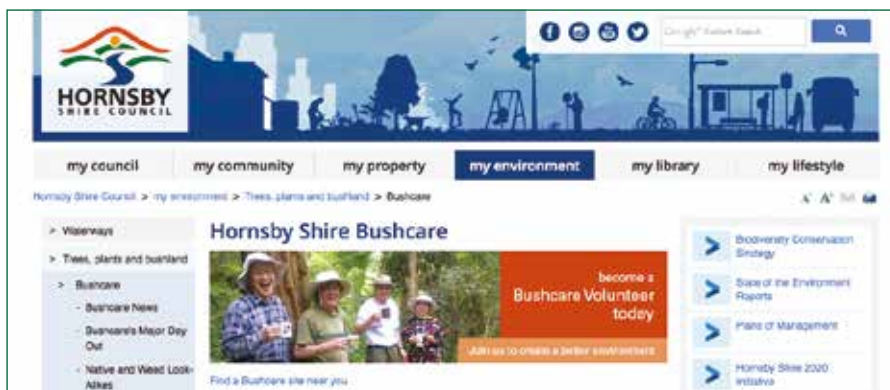 HORNSBY
SHIRE COUNCIL
Google Custom Search
my council
my community
my property
my environment
my library
my lifestyle
Hornsby Shire Council > my environment > Trees, plants and bushland > Bushcare
A- A+
> Waterways
> Trees, plants and bushland
> Bushcare
- Bushcare News
- Bushcare's Major Day
Out
- Native and Weed Look-
Alikes
Hornsby Shire Bushcare
become a
Bushcare Volunteer
today
Join us to create a better environment
Find a Bushcare site near you
> Biodiversity Conservation
Strategy
> State of the Environment
Reports
> Plans of Management
> Hornsby Shire 2020
Initiative